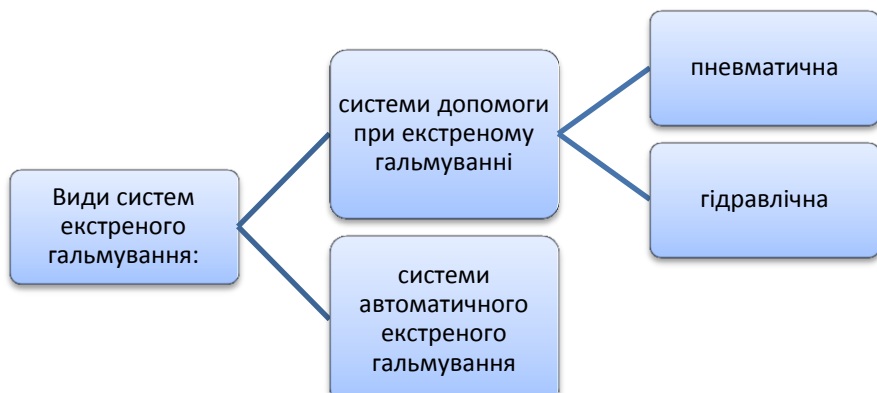 Види систем
екстреного
гальмування:
системи допомоги
при екстреному
гальмуванні
пневматична
гідравлічна
системи
автоматичного
екстреного
гальмування